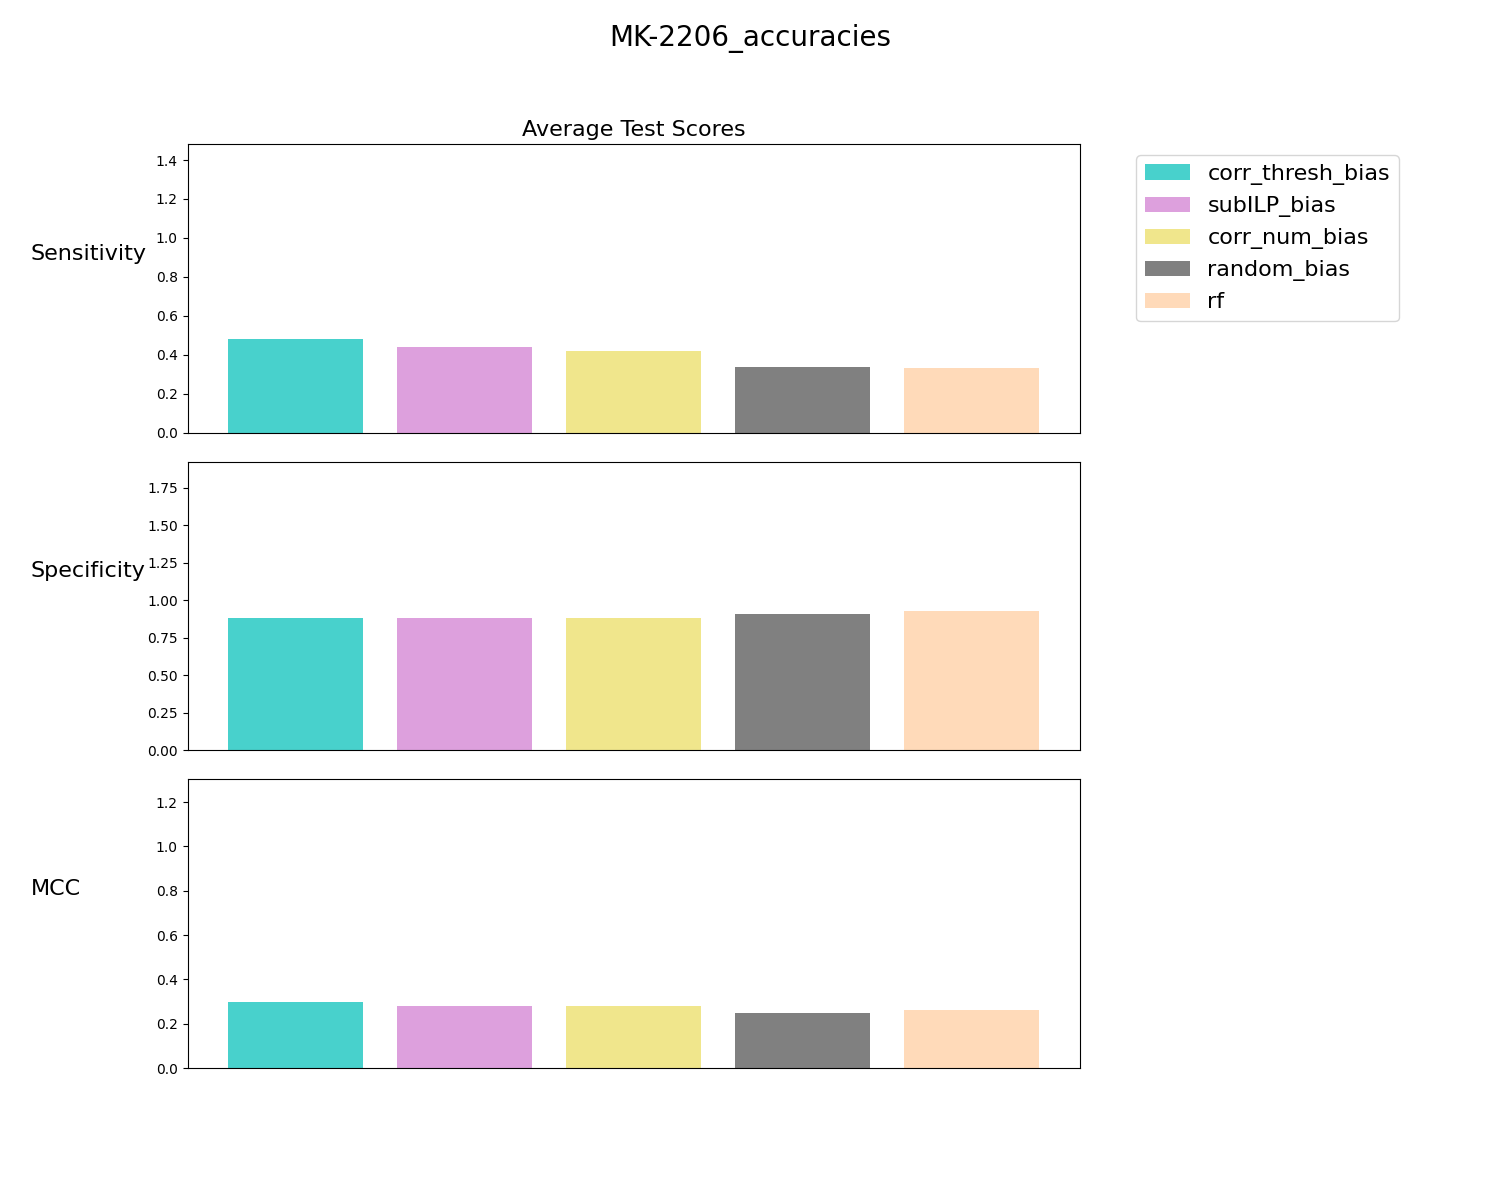 MK-2206_accuracies
Average Test Scores
Sensitivity
1.4
1.2
1.0
0.8
0.6
0.4
0.2
0.0
corr_thresh_bias
subILP_bias
corr_num_bias
random_bias
rf
Specificity
1.75
1.50
1.25
1.00
0.75
0.50
0.25
0.00
MCC
1.2
1.0
0.8
0.6
0.4
0.2
0.0